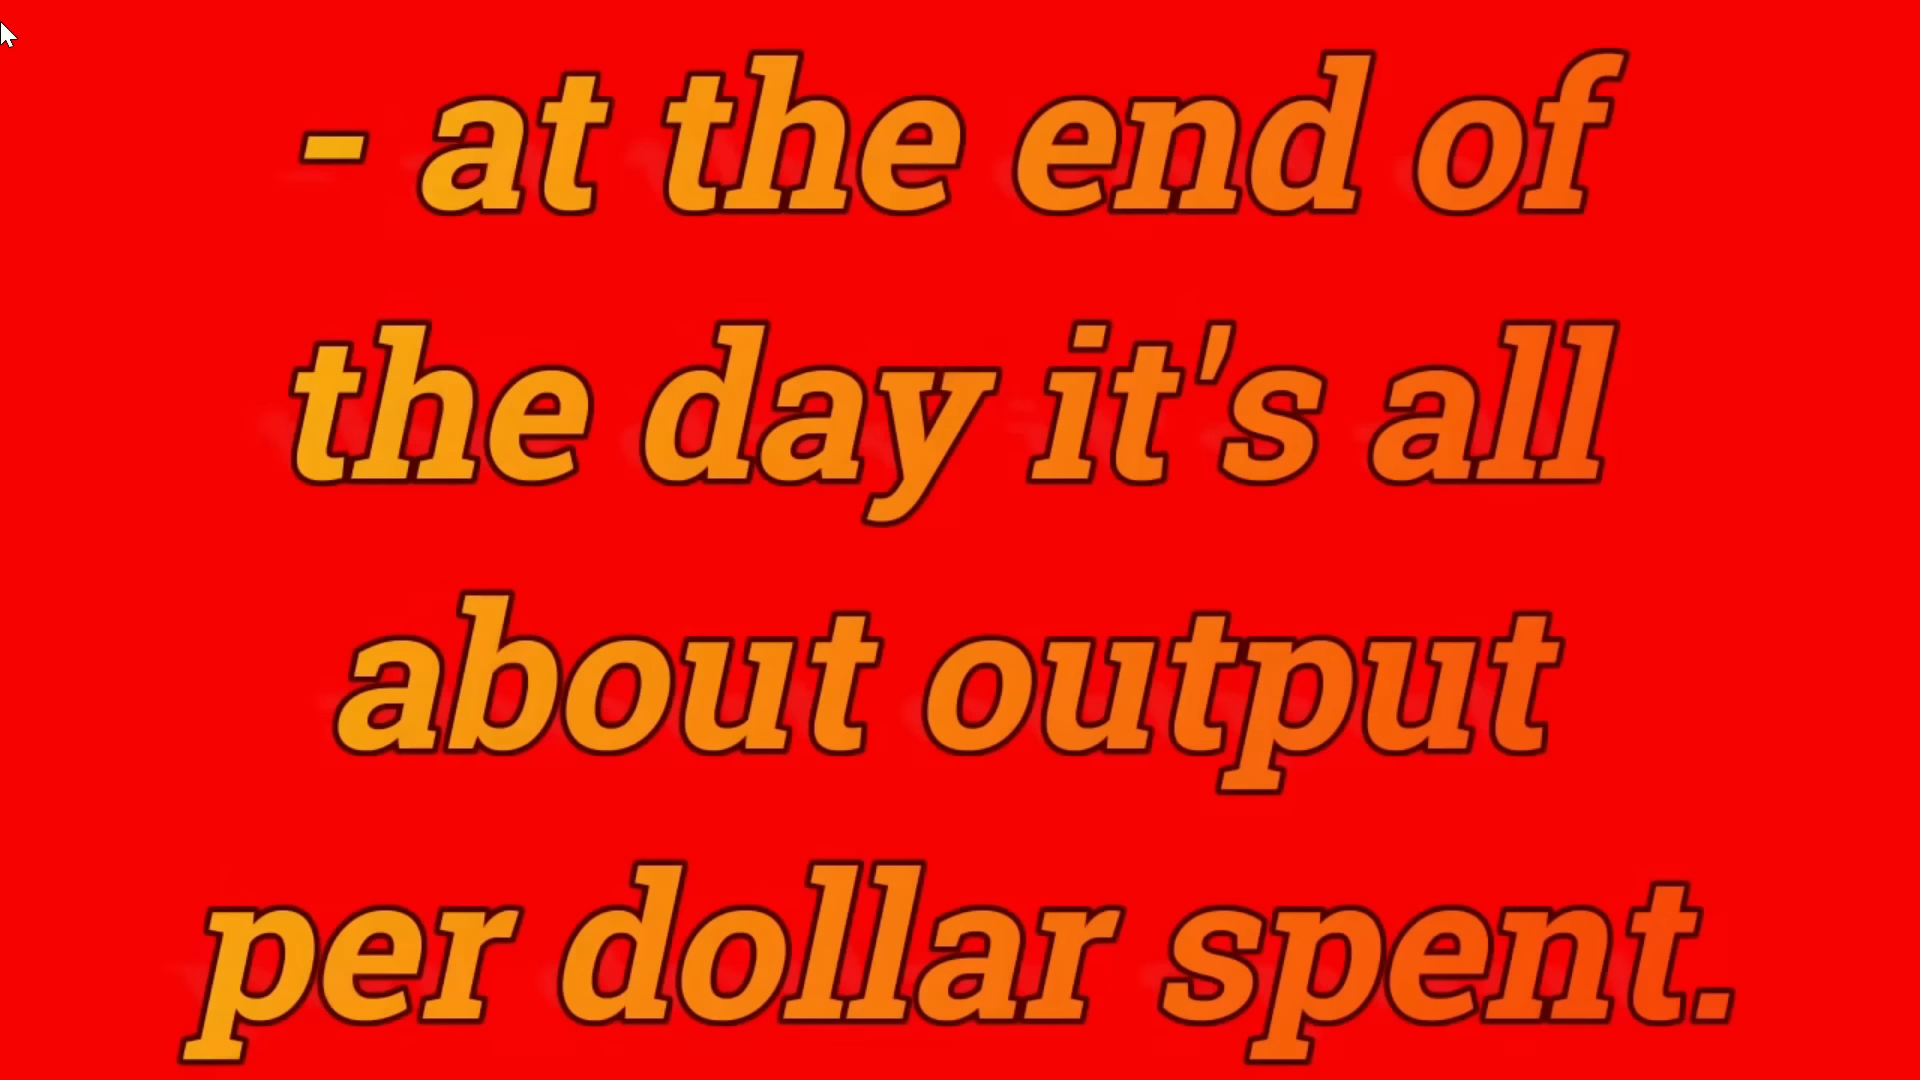 - at the end of
the day it's all
about output
per dollar spent.